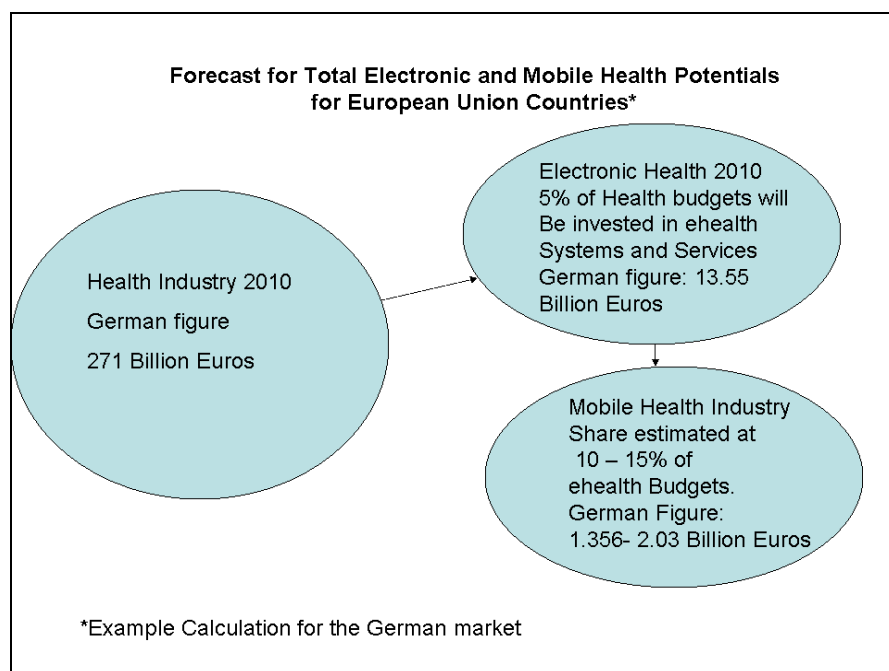 Forecast for Total Electronic and Mobile Health Potentials
for European Union Countries*
Health Industry 2010
German figure
271 Billion Euros
Electronic Health 2010
5% of Health budgets will
Be invested in ehealth
Systems and Services
German figure: 13.55
Billion Euros
Mobile Health Industry
Share estimated at
10 – 15% of
ehealth Budgets.
German Figure:
1.356- 2.03 Billion Euros
*Example Calculation for the German market